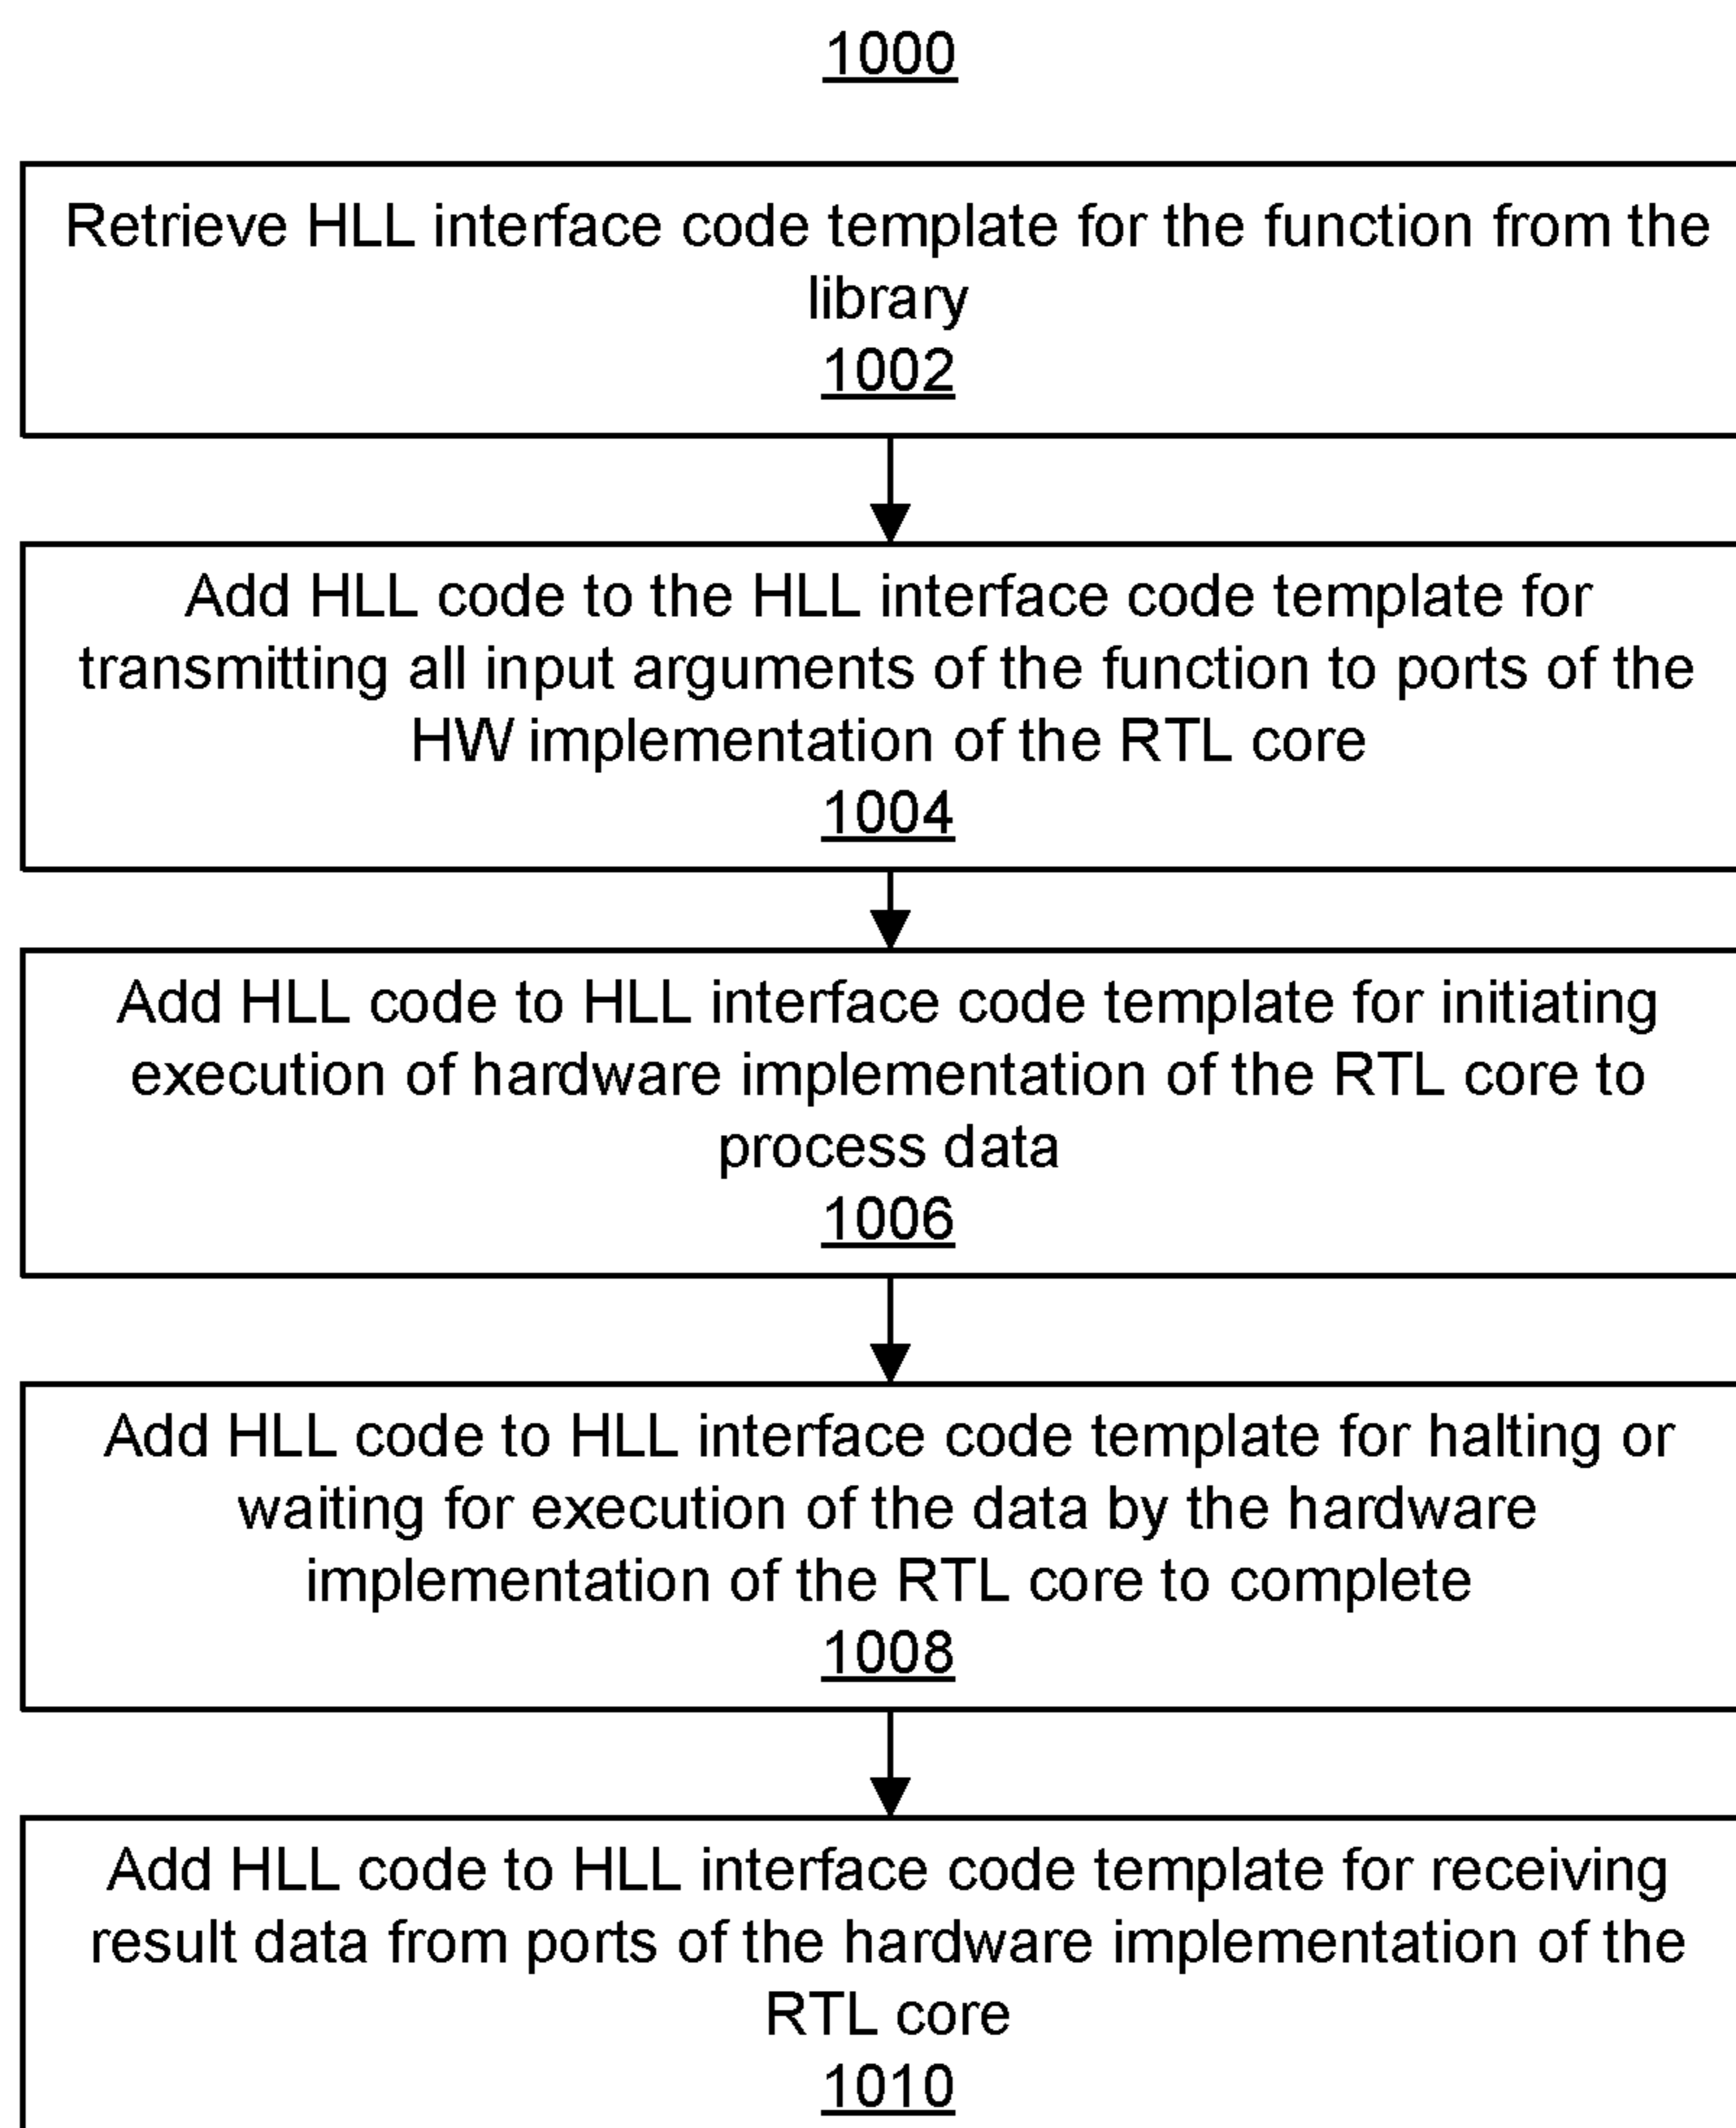 1000
Retrieve HLL interface code template for the function from the
library
1002
Add HLL code to the HLL interface code template for
transmitting all input arguments of the function to ports of the
HW implementation of the RTL core
1004
Add HLL code to HLL interface code template for initiating
execution of hardware implementation of the RTL core to
process data
1006
Add HLL code to HLL interface code template for halting or
waiting for execution of the data by the hardware
implementation of the RTL core to complete
1008
Add HLL code to HLL interface code template for receiving
result data from ports of the hardware implementation of the
RTL core
1010